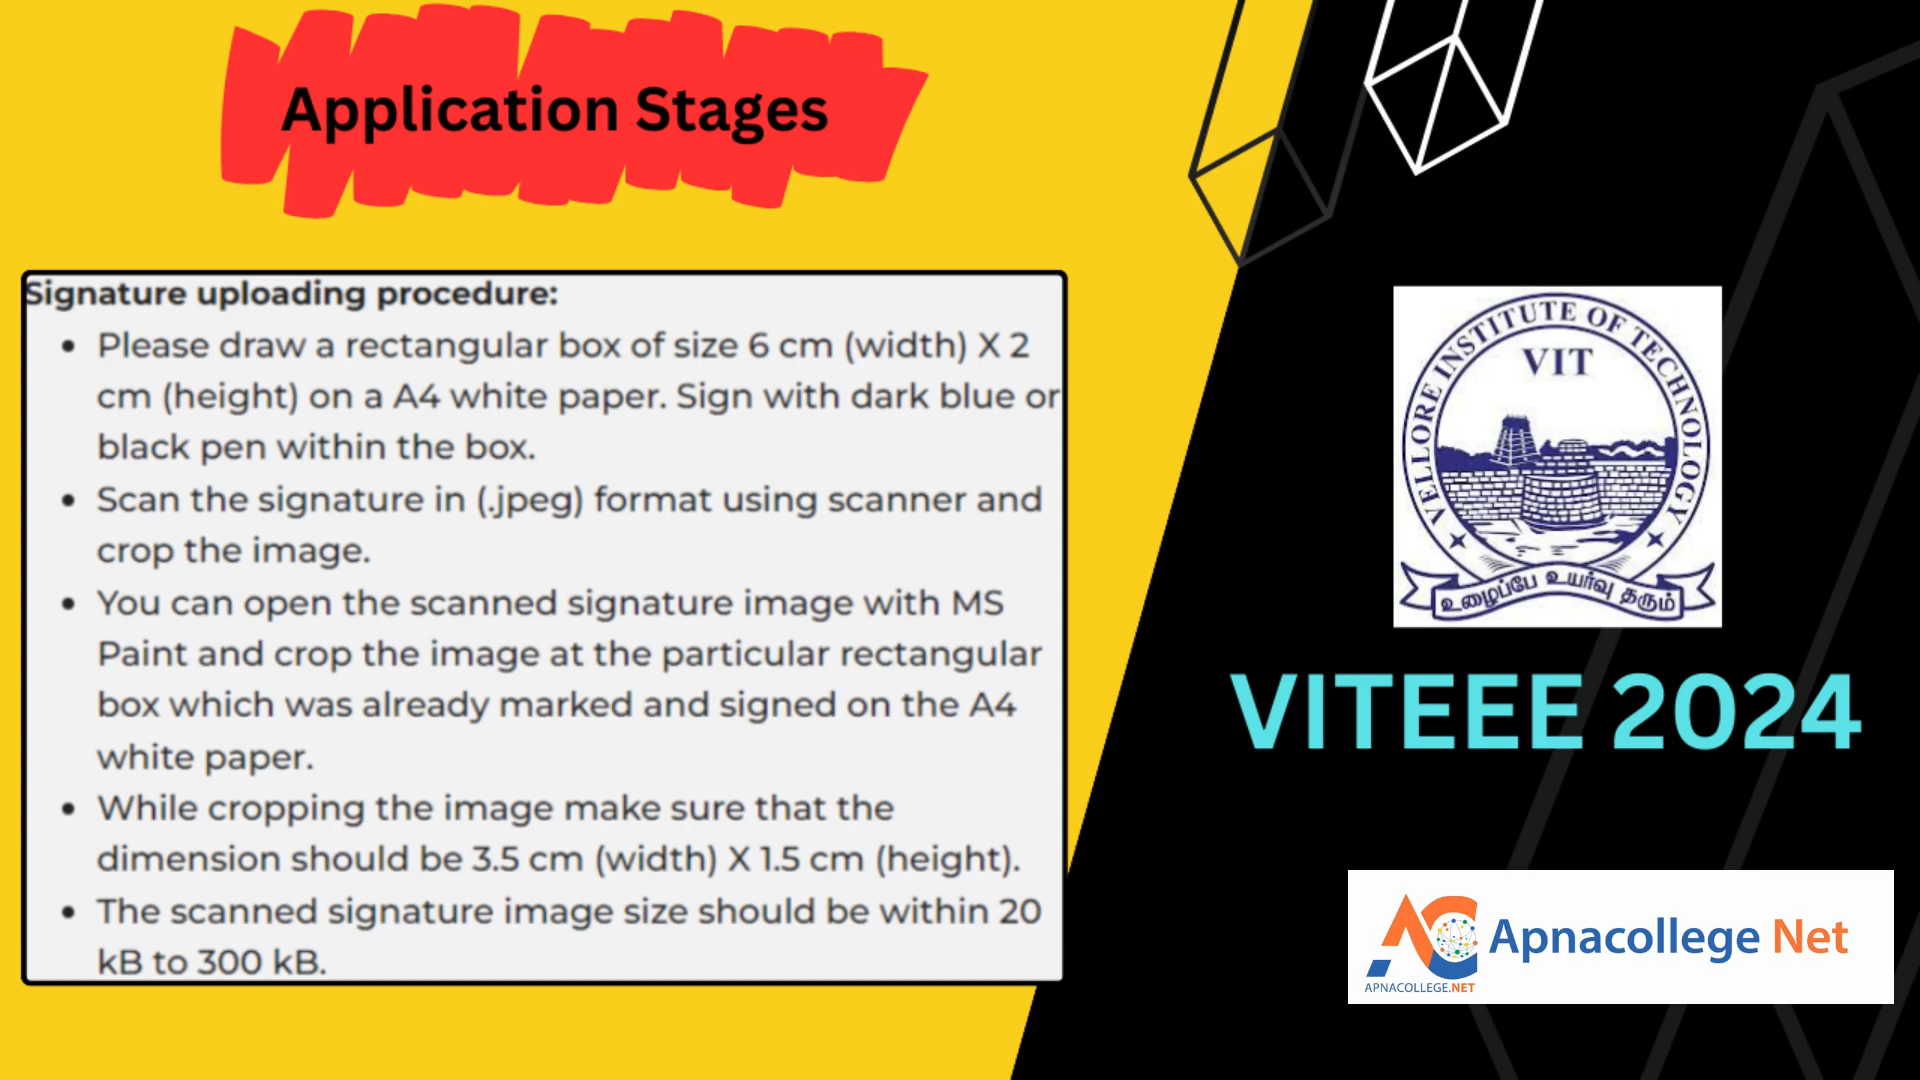 Application Stages
Signature uploading procedure:
• Please draw a rectangular box of size 6 cm (width) X 2
cm (height) on a A4 white paper. Sign with dark blue or
black pen within the box.
• Scan the signature in (.jpeg) format using scanner and
crop the image.
• You can open the scanned signature image with MS
Paint and crop the image at the particular rectangular
box which was already marked and signed on the A4
white paper.
• While cropping the image make sure that the
dimension should be 3.5 cm (width) X 1.5 cm (height).
• The scanned signature image size should be within 20
kB to 300 kB.
VELLORE INSTITUTE OF TECHNOLOGY
VIT
உழைப்பே உயர்வு தரும்
VITEEE 2024
Apnacollege Net
APNACOLLEGE.NET